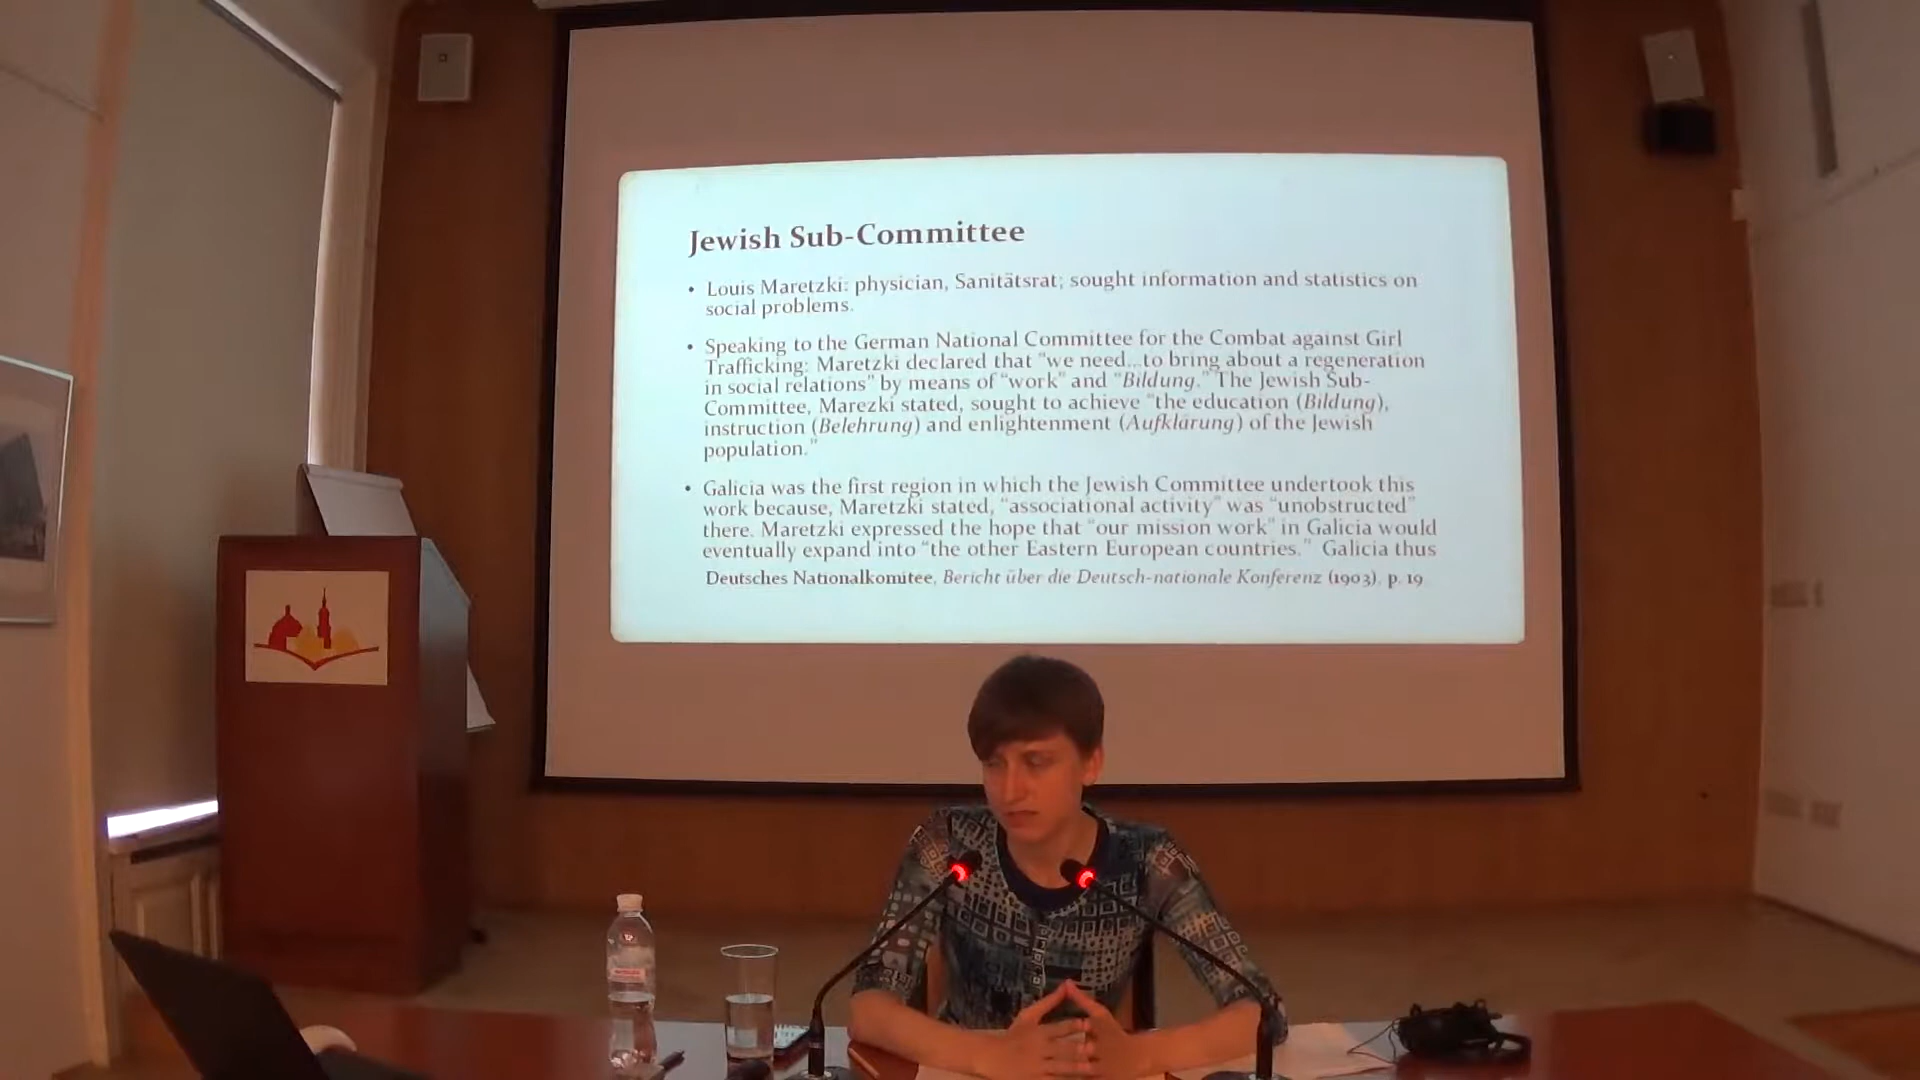 Jewish Sub-Committee
• Louis Maretzki: physician, Sanitätsrat; sought information and statistics on
social problems.
• Speaking to the German National Committee for the Combat against Girl
Trafficking: Maretzki declared that “we need...to bring about a regeneration
in social relations” by means of “work” and “Bildung.” The Jewish Sub-
Committee, Marezki stated, sought to achieve “the education (Bildung),
instruction (Belehrung) and enlightenment (Aufklärung) of the Jewish
population.”
• Galicia was the first region in which the Jewish Committee undertook this
work because, Maretzki stated, “associational activity” was “unobstructed”
there. Maretzki expressed the hope that “our mission work” in Galicia would
eventually expand into “the other Eastern European countries.” Galicia thus
Deutsches Nationalkomitee, Bericht über die Deutsch-nationale Konferenz (1903). p. 19